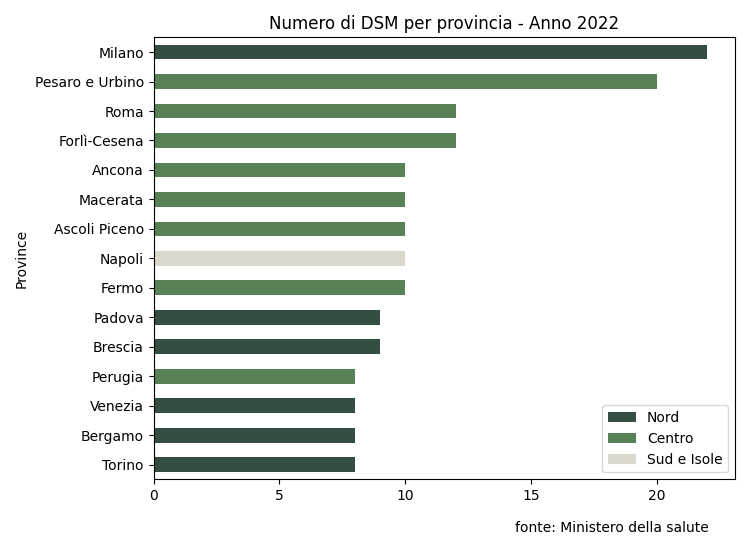 Numero di DSM per provincia - Anno 2022
Province
Milano
Pesaro e Urbino
Roma
Forlì-Cesena
Ancona
Macerata
Ascoli Piceno
Napoli
Fermo
Padova
Brescia
Perugia
Venezia
Bergamo
Torino
Nord
Centro
Sud e Isole
0 5 10 15 20
fonte: Ministero della salute